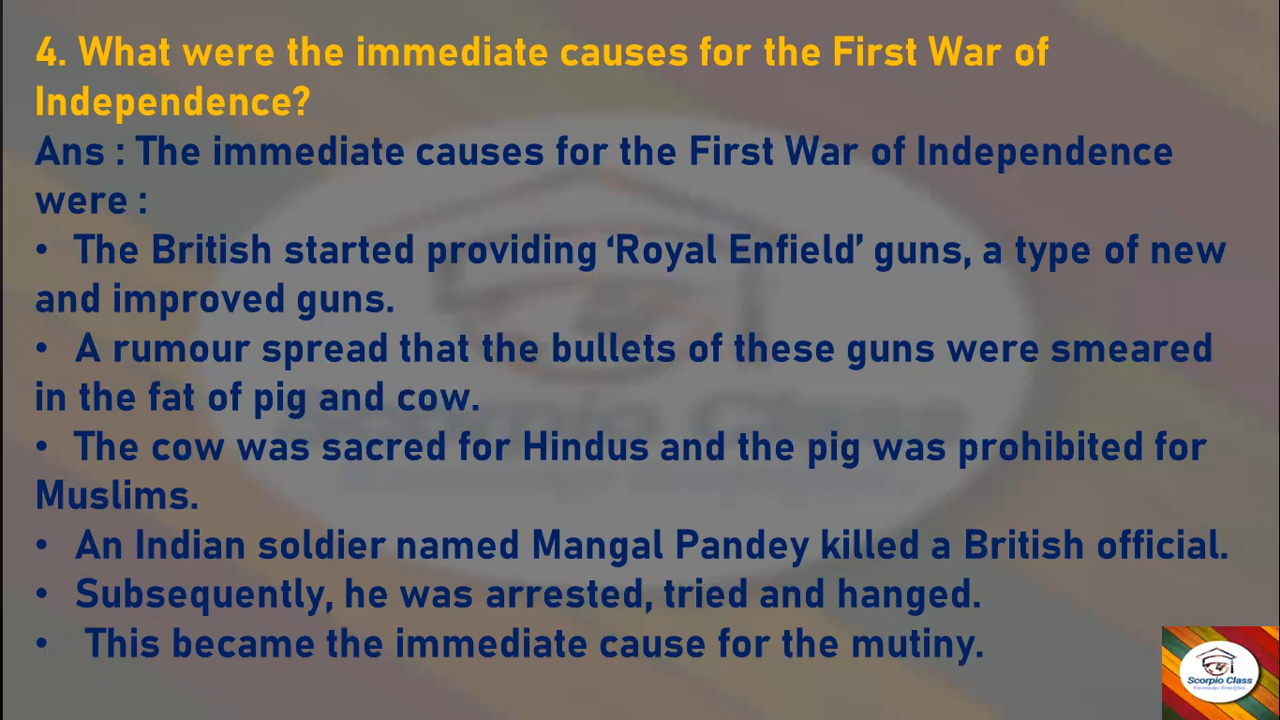 4. What were the immediate causes for the First War of
Independence?
Ans : The immediate causes for the First War of Independence
were :
• The British started providing ‘Royal Enfield’ guns, a type of new
and improved guns.
• A rumour spread that the bullets of these guns were smeared
in the fat of pig and cow.
• The cow was sacred for Hindus and the pig was prohibited for
Muslims.
• An Indian soldier named Mangal Pandey killed a British official.
• Subsequently, he was arrested, tried and hanged.
• This became the immediate cause for the mutiny.
Scorpio Class
Scorpio Class